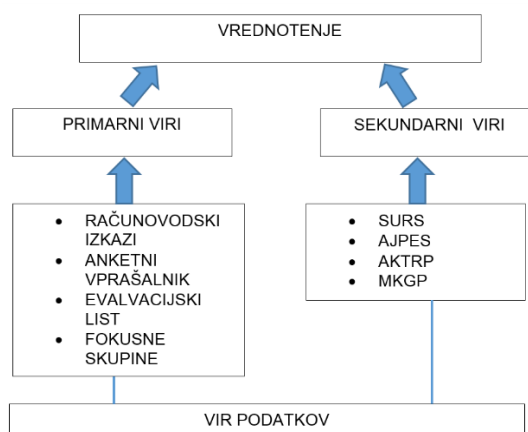 VREDNOTENJE
PRIMARNI VIRI
SEKUNDARNI VIRI
• RAČUNOVODSKI
IZKAZI
• ANKETNI
VPRAŠALNIK
• EVALVACIJSKI
LIST
• FOKUSNE
SKUPINE
• SURS
• AJPES
• AKTRP
• MKGP
VIR PODATKOV